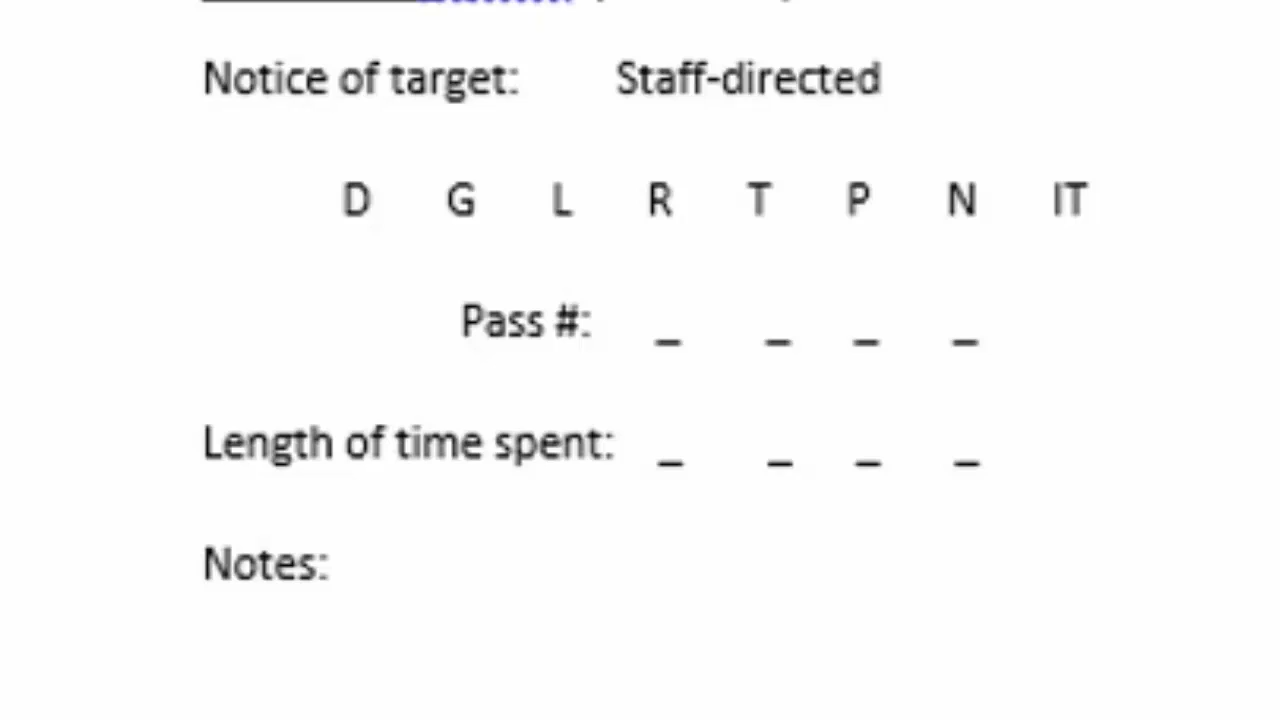 Notice of target: Staff-directed
D G L R T P N IT
Pass #: _ _ _ _
Length of time spent: _ _ _ _
Notes: